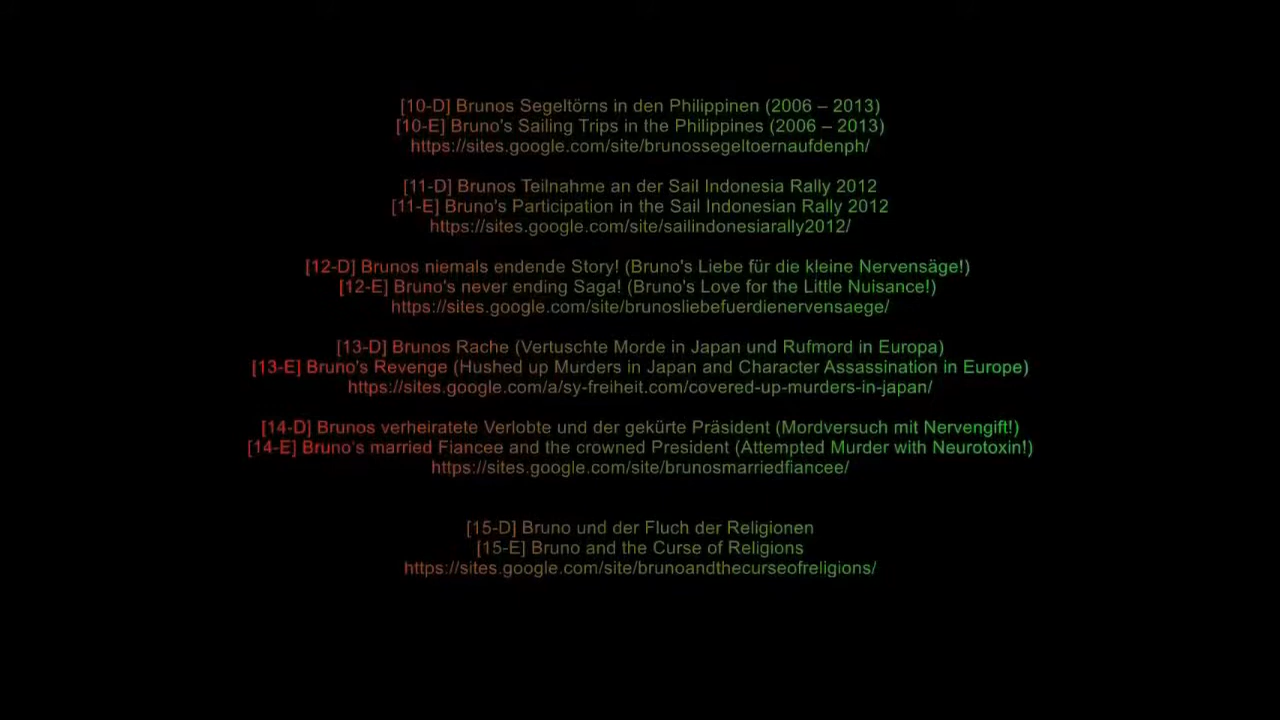 [10-D] Brunos Segeltörns in den Philippinen (2006 – 2013)
[10-E] Bruno's Sailing Trips in the Philippines (2006 – 2013)
https://sites.google.com/site/brunossegeltoernaufdenph/
[11-D] Brunos Teilnahme an der Sail Indonesia Rally 2012
[11-E] Bruno's Participation in the Sail Indonesian Rally 2012
https://sites.google.com/site/sailindonesiarally2012/
[12-D] Brunos niemals endende Story! (Bruno's Liebe für die kleine Nervensäge!)
[12-E] Bruno's never ending Saga! (Bruno's Love for the Little Nuisance!)
https://sites.google.com/site/brunosliebefuerdienervensaege/
[13-D] Brunos Rache (Vertuschte Morde in Japan und Rufmord in Europa)
[13-E] Bruno's Revenge (Hushed up Murders in Japan and Character Assassination in Europe)
https://sites.google.com/a/sy-freiheit.com/covered-up-murders-in-japan/
[14-D] Brunos verheiratete Verlobte und der gekürte Präsident (Mordversuch mit Nervengift!)
[14-E] Bruno's married Fiancee and the crowned President (Attempted Murder with Neurotoxin!)
https://sites.google.com/site/brunosmarriedfiancee/
[15-D] Bruno und der Fluch der Religionen
[15-E] Bruno and the Curse of Religions
https://sites.google.com/site/brunoandthecurseofreligions/